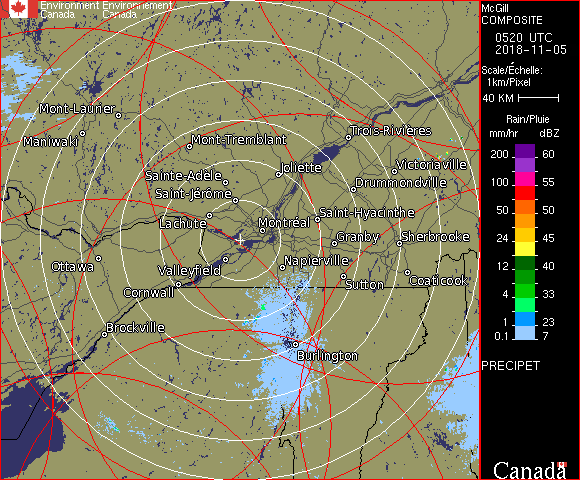 Environment Environnement
Canada Canada
Mont-Laurier
Maniwaki
Mont-Tremblant
Trois-Rivières
Joliette
Victoriaville
Sainte-Adèle
Drummondville
Saint-Jérôme
Saint-Hyacinthe
Lachute
Montréal
Granby
Sherbrooke
Ottawa
Valleyfield
Napierville
Cornwall
Sutton
Coaticook
Brockville
Burlington
McGill
COMPOSITE
0520 UTC
2018-11-05
Scale/Échelle:
1km/Pixel
40 KM
Rain/Pluie
mm/hr dBZ
200 60
150 57
100 55
50 50
24 45
12 40
4 33
1 23
0.1 7
PRECIPET
Canada